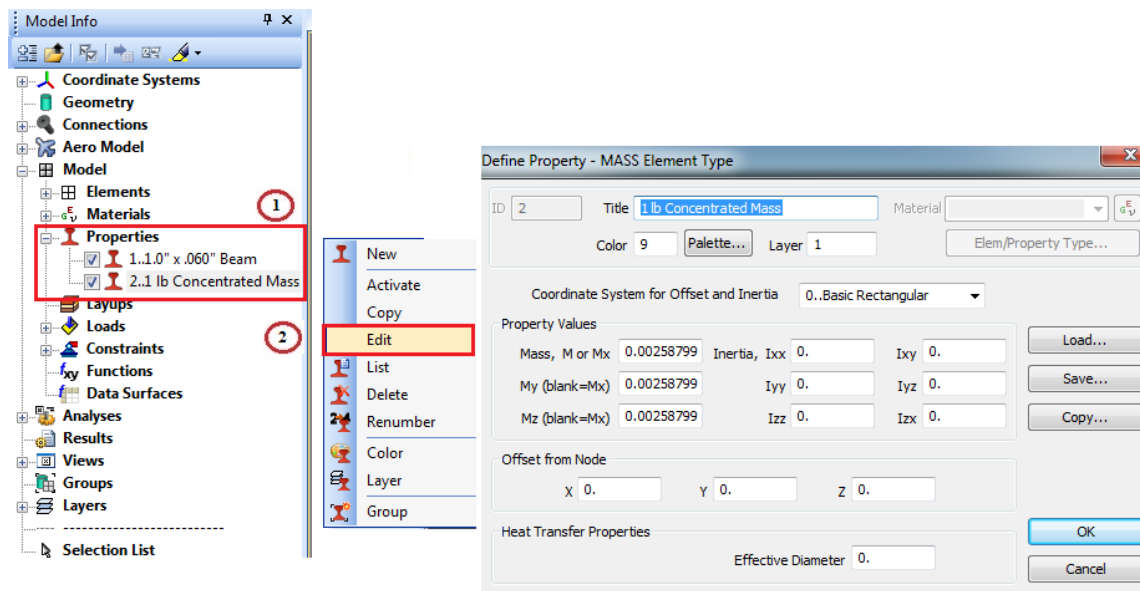 Model Info
Coordinate Systems
Geometry
Connections
Aero Model
Model
Elements
Materials
1
Properties
1..1.0" x .060" Beam
2..1 lb Concentrated Mass
Layups
Loads
2
Constraints
fxy Functions
Data Surfaces
Analyses
Results
Views
Groups
Layers
Selection List
New
Activate
Copy
Edit
List
Delete
Renumber
Color
Layer
Group
Define Property - MASS Element Type
ID 2 Title 1 lb Concentrated Mass Material
Color 9 Palette... Layer 1 Elem/Property Type...
Coordinate System for Offset and Inertia 0..Basic Rectangular
Property Values
Mass, M or Mx 0.00258799 Inertia, Ixx 0. Ixy 0. Load...
My (blank=Mx) 0.00258799 Iyy 0. Iyz 0. Save...
Mz (blank=Mx) 0.00258799 Izz 0. Izx 0. Copy...
Offset from Node
X 0. Y 0. Z 0.
Heat Transfer Properties
OK
Effective Diameter 0.
Cancel